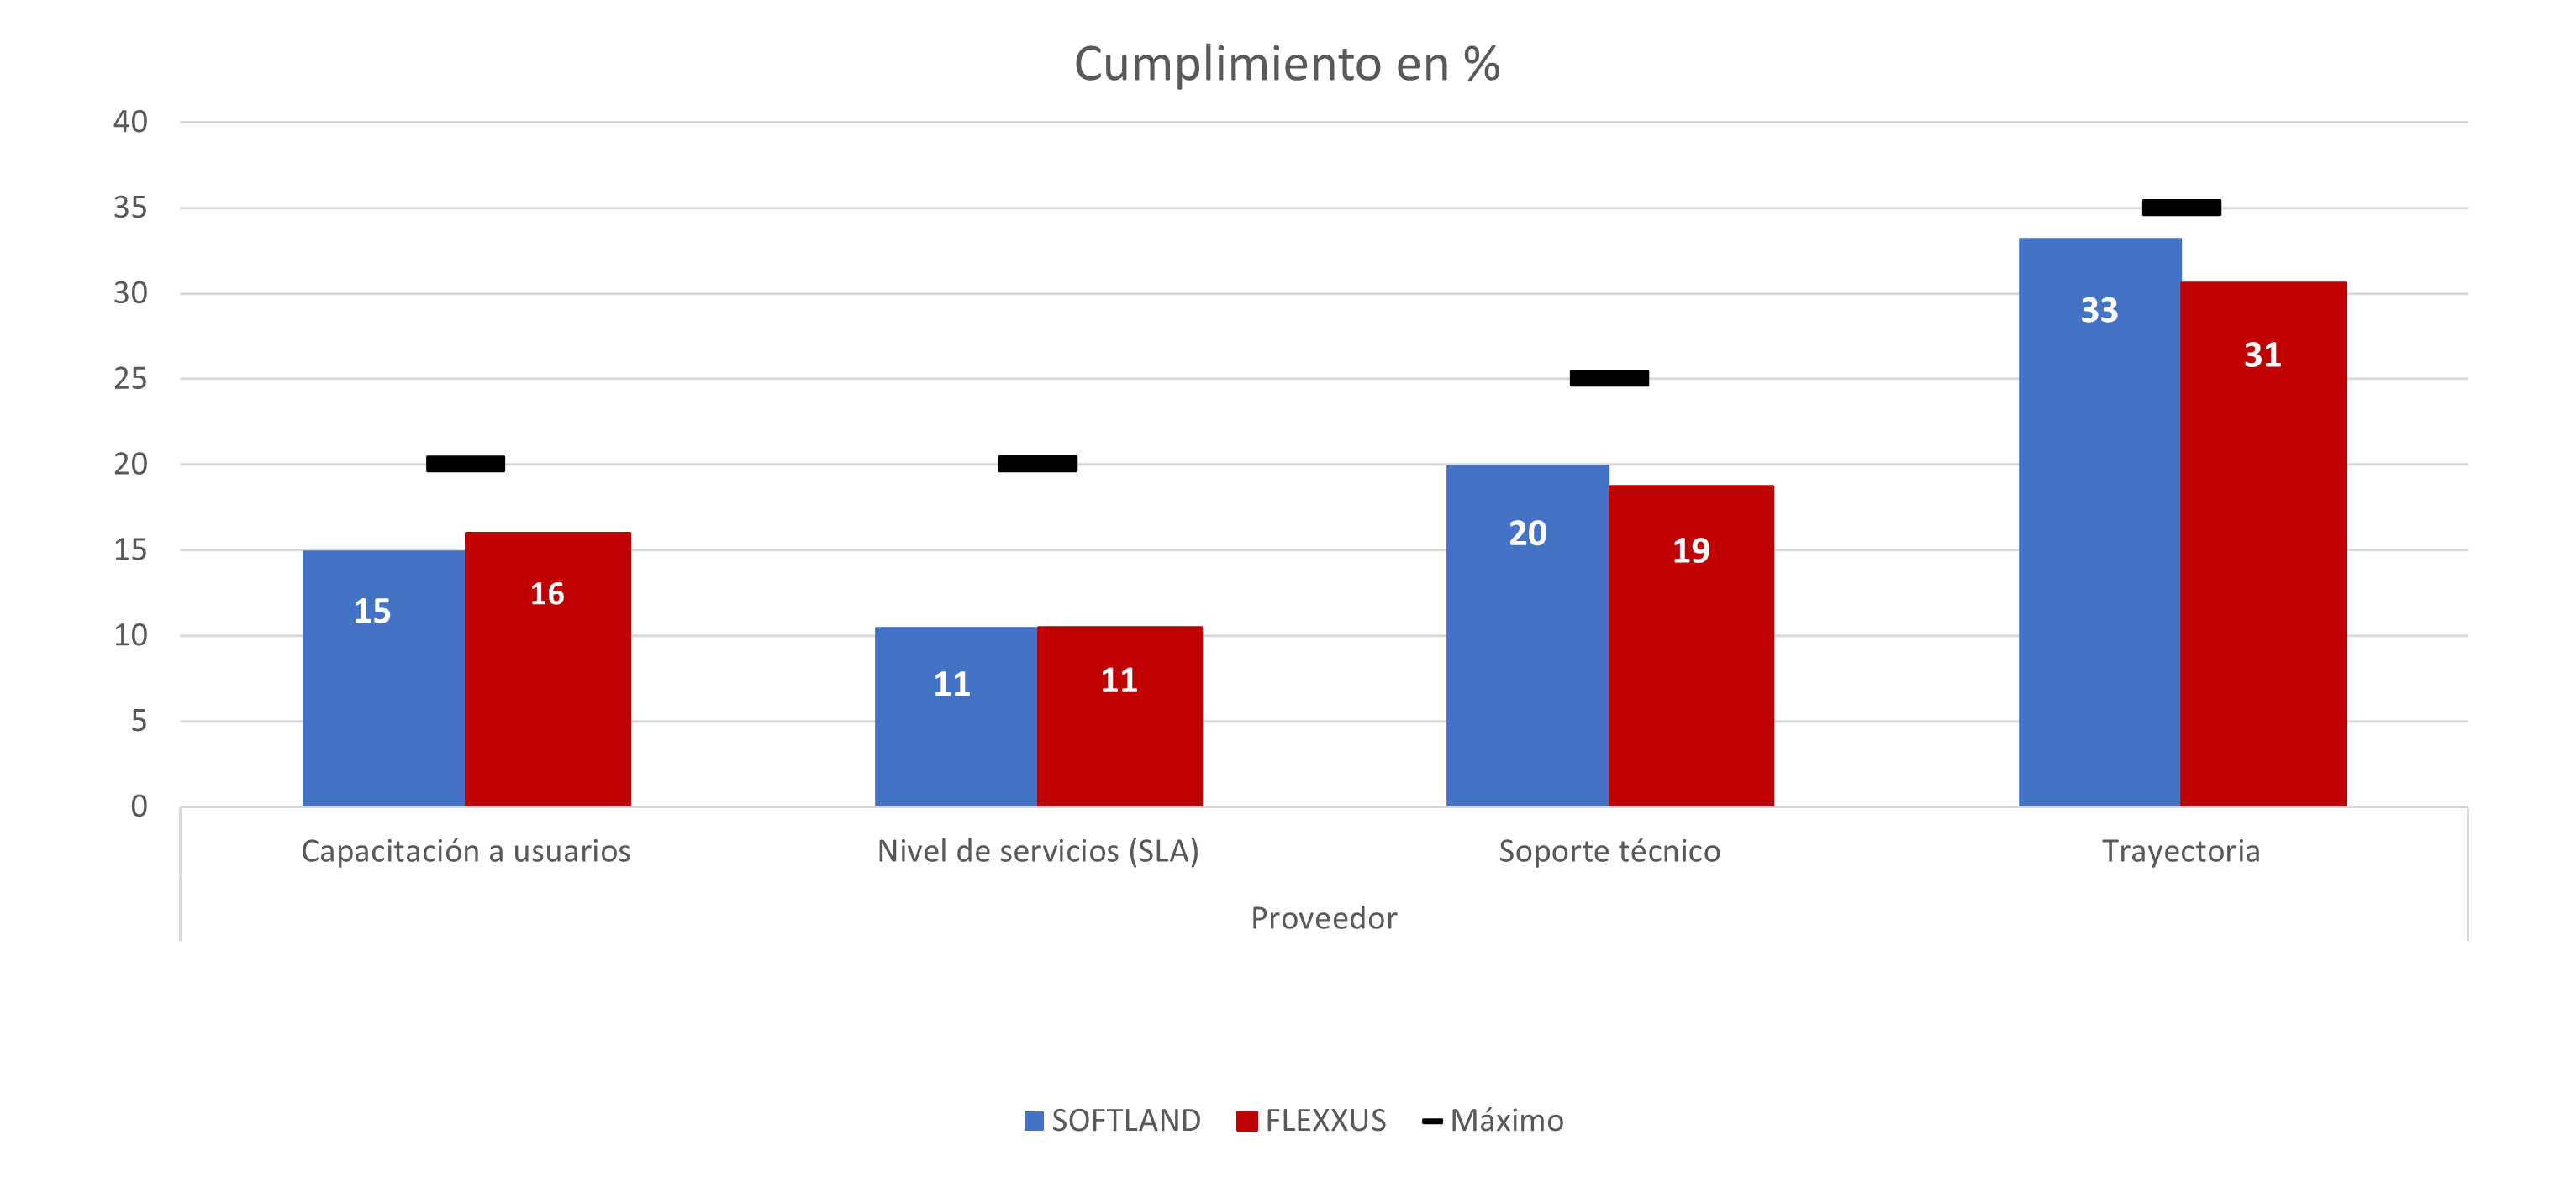 Cumplimiento en %
40
35
30
25
20
15
10
5
0
15
16
11
11
20
19
33
31
Capacitación a usuarios
Nivel de servicios (SLA)
Soporte técnico
Trayectoria
Proveedor
SOFTLAND
FLEXXUS
Máximo